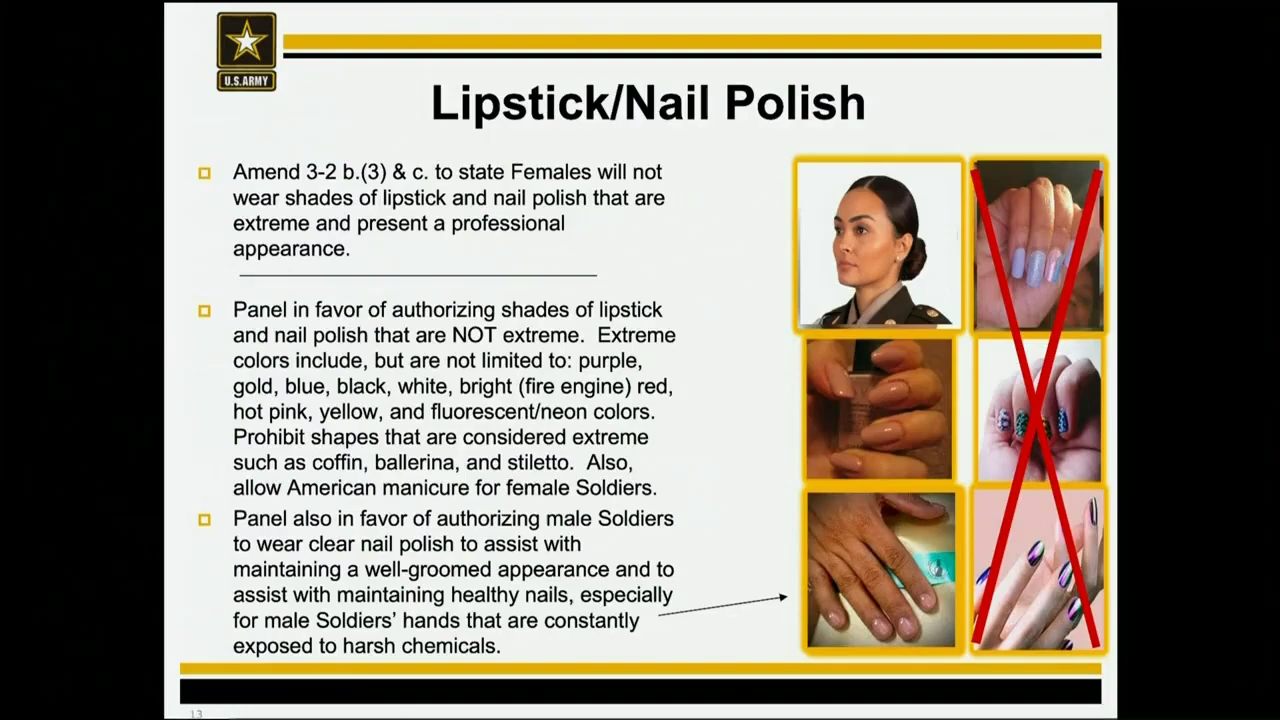 U.S.ARMY
Lipstick/Nail Polish
Amend 3-2 b.(3) & c. to state Females will not
wear shades of lipstick and nail polish that are
extreme and present a professional
appearance.
Panel in favor of authorizing shades of lipstick
and nail polish that are NOT extreme.  Extreme
colors include, but are not limited to: purple,
gold, blue, black, white, bright (fire engine) red,
hot pink, yellow, and fluorescent/neon colors.
Prohibit shapes that are considered extreme
such as coffin, ballerina, and stiletto.  Also,
allow American manicure for female Soldiers.
Panel also in favor of authorizing male Soldiers
to wear clear nail polish to assist with
maintaining a well-groomed appearance and to
assist with maintaining healthy nails, especially
for male Soldiers’ hands that are constantly
exposed to harsh chemicals.
13